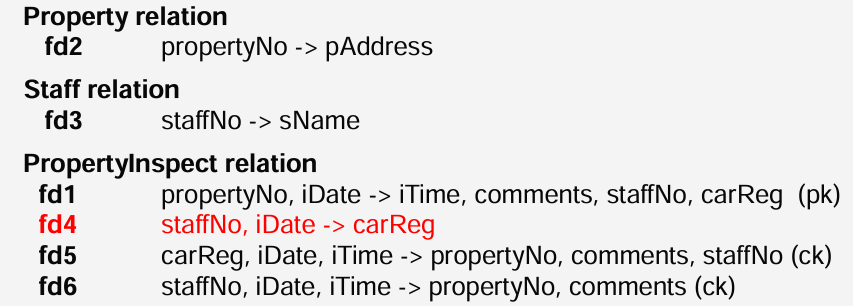 Property relation
fd2 propertyNo -> pAddress
Staff relation
fd3 staffNo -> sName
PropertyInspect relation
fd1 propertyNo, iDate -> iTime, comments, staffNo, carReg (pk)
fd4 staffNo, iDate -> carReg
fd5 carReg, iDate, iTime -> propertyNo, comments, staffNo (ck)
fd6 staffNo, iDate, iTime -> propertyNo, comments (ck)